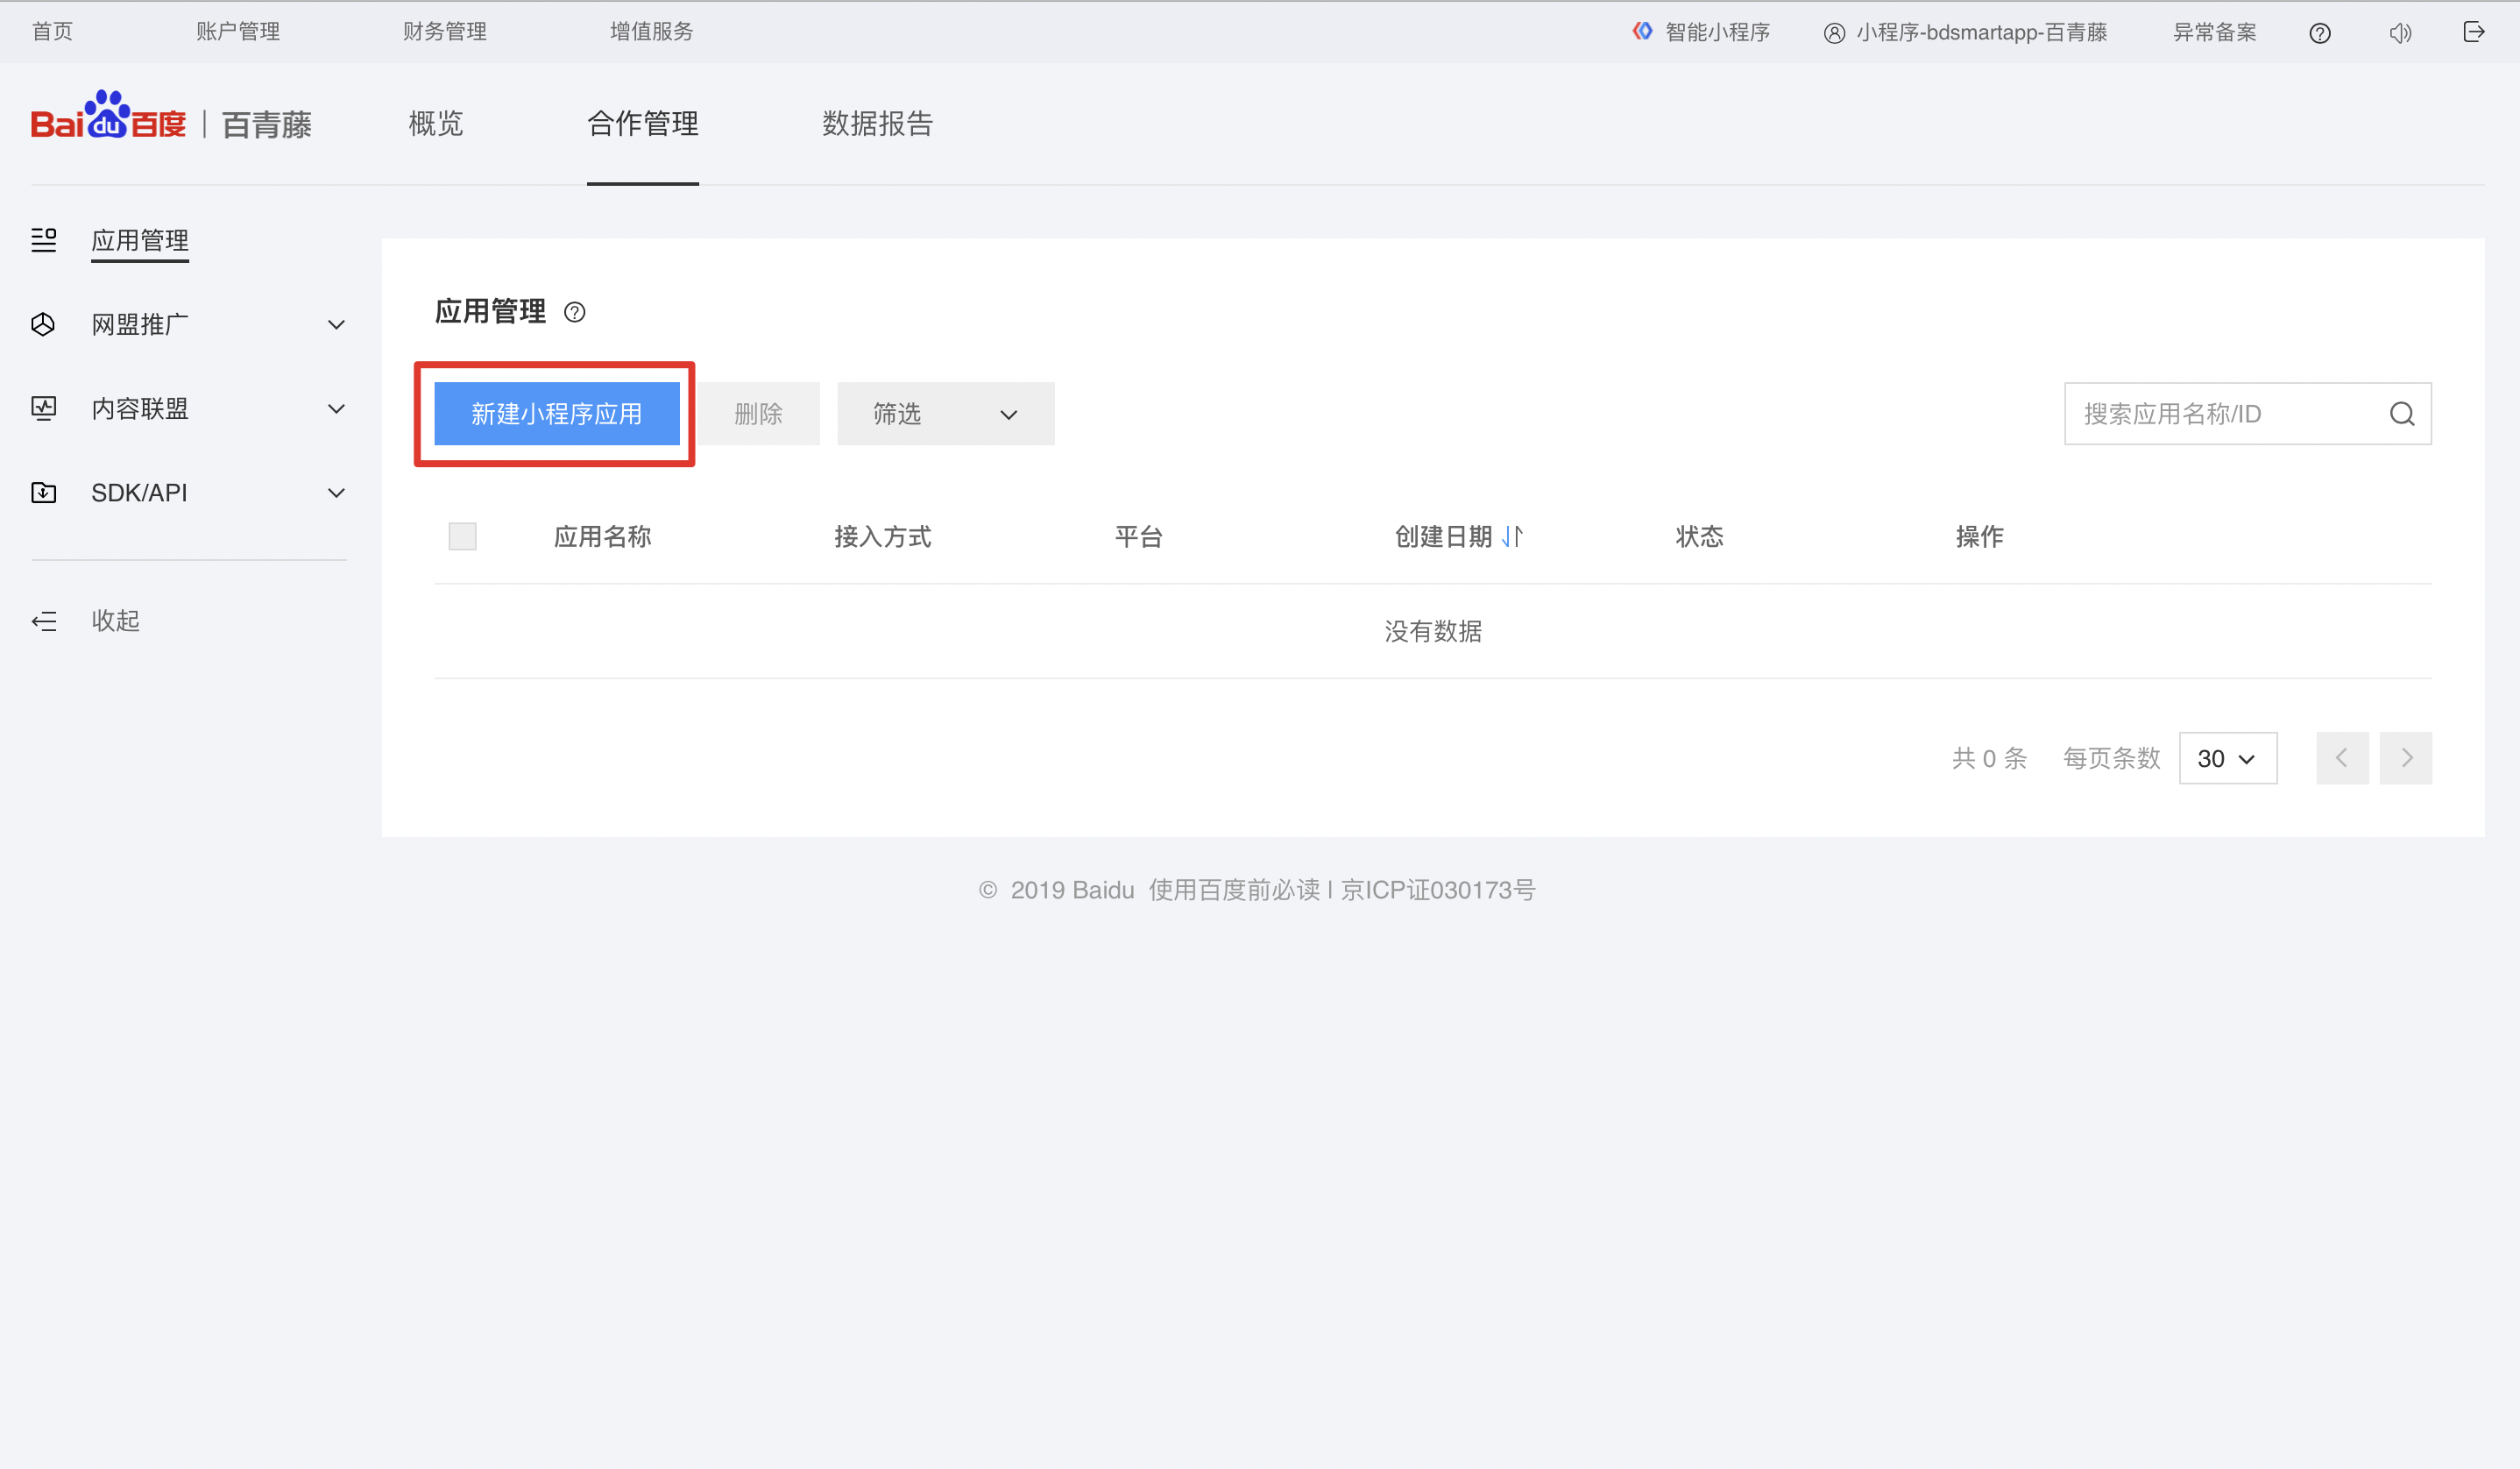 首页 账户管理 财务管理 增值服务 智能小程序 小程序-bdsmartapp-百青藤 异常备案
Bai du 百度 | 百青藤 概览 合作管理 数据报告
应用管理
网盟推广
内容联盟
SDK/API
收起
应用管理
新建小程序应用 删除 筛选 搜索应用名称/ID
应用名称 接入方式 平台 创建日期 状态 操作
没有数据
共 0 条 每页条数 30
© 2019 Baidu 使用百度前必读 | 京ICP证030173号